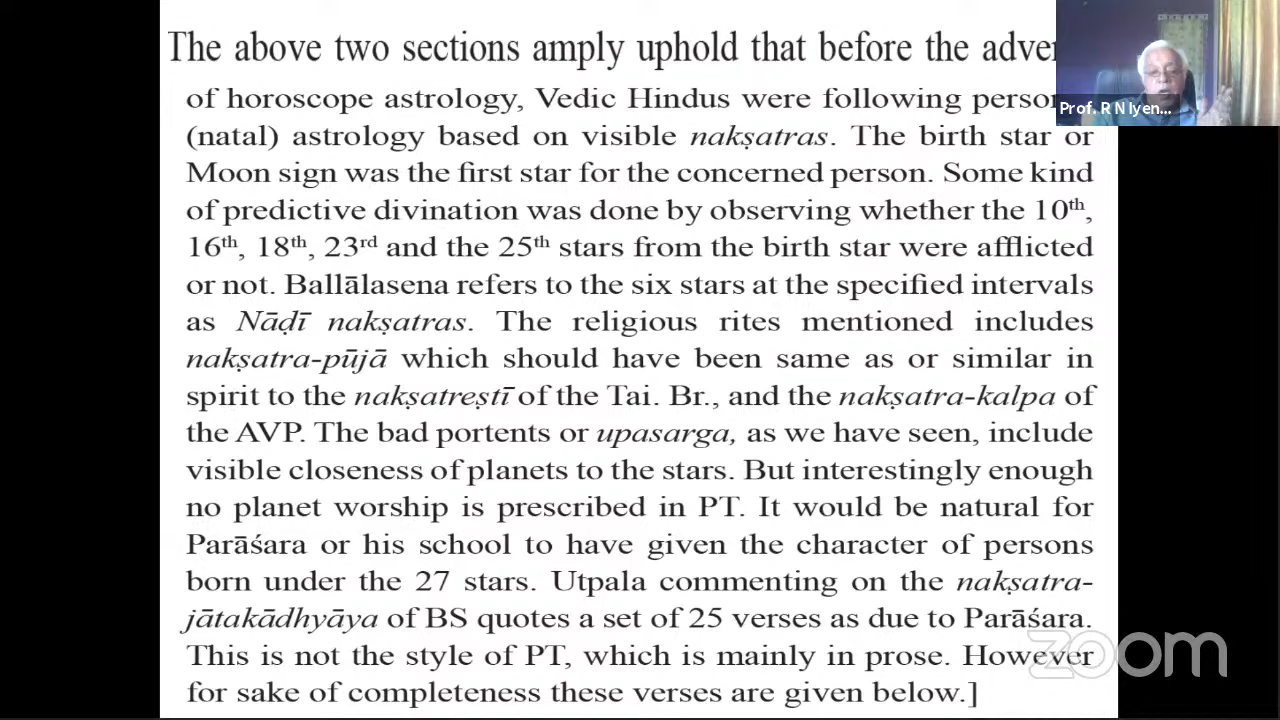 The above two sections amply uphold that before the
of horoscope astrology, Vedic Hindus were following
(natal) astrology based on visible nakṣatras. The birth star or
Moon sign was the first star for the concerned person. Some kind
of predictive divination was done by observing whether the 10th,
16th, 18th, 23rd and the 25th stars from the birth star were afflicted
or not. Ballālasena refers to the six stars at the specified intervals
as Nāḍī nakṣatras. The religious rites mentioned includes
nakṣatra-pūjā which should have been same as or similar in
spirit to the nakṣatreṣtī of the Tai. Br., and the nakṣatra-kalpa of
the AVP. The bad portents or upasarga, as we have seen, include
visible closeness of planets to the stars. But interestingly enough
no planet worship is prescribed in PT. It would be natural for
Parāśara or his school to have given the character of persons
born under the 27 stars. Utpala commenting on the nakṣatra-
jātakādhyāya of BS quotes a set of 25 verses as due to Parāśara.
This is not the style of PT, which is mainly in prose. However
for sake of completeness these verses are given below.]
Prof. R N Iyen...
zoom